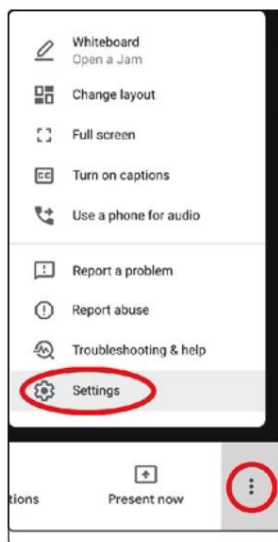 Whiteboard
Open a Jam
Change layout
Full screen
CC Turn on captions
Use a phone for audio
Report a problem
Report abuse
Troubleshooting & help
Settings
tions
Present now